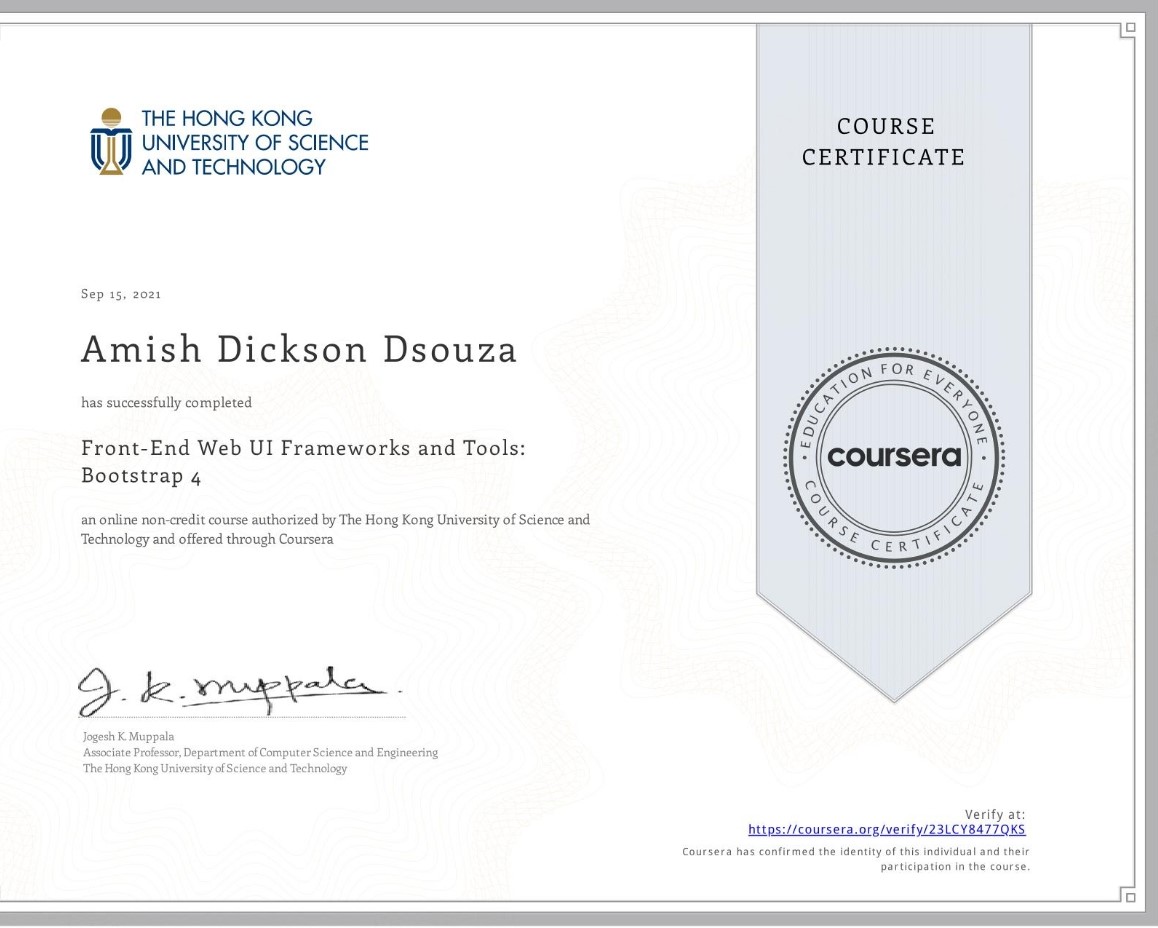 THE HONG KONG
UNIVERSITY OF SCIENCE
AND TECHNOLOGY
COURSE
CERTIFICATE
Sep 15, 2021
Amish Dickson Dsouza
has successfully completed
Front-End Web UI Frameworks and Tools:
Bootstrap 4
an online non-credit course authorized by The Hong Kong University of Science and
Technology and offered through Coursera
EDUCATION FOR EVERYONE
coursera
COURSE CERTIFICATE
J. K. Muppala.
Jogesh K. Muppala
Associate Professor, Department of Computer Science and Engineering
The Hong Kong University of Science and Technology
Verify at:
https://coursera.org/verify/23LCY8477QKS
Coursera has confirmed the identity of this individual and their
participation in the course.